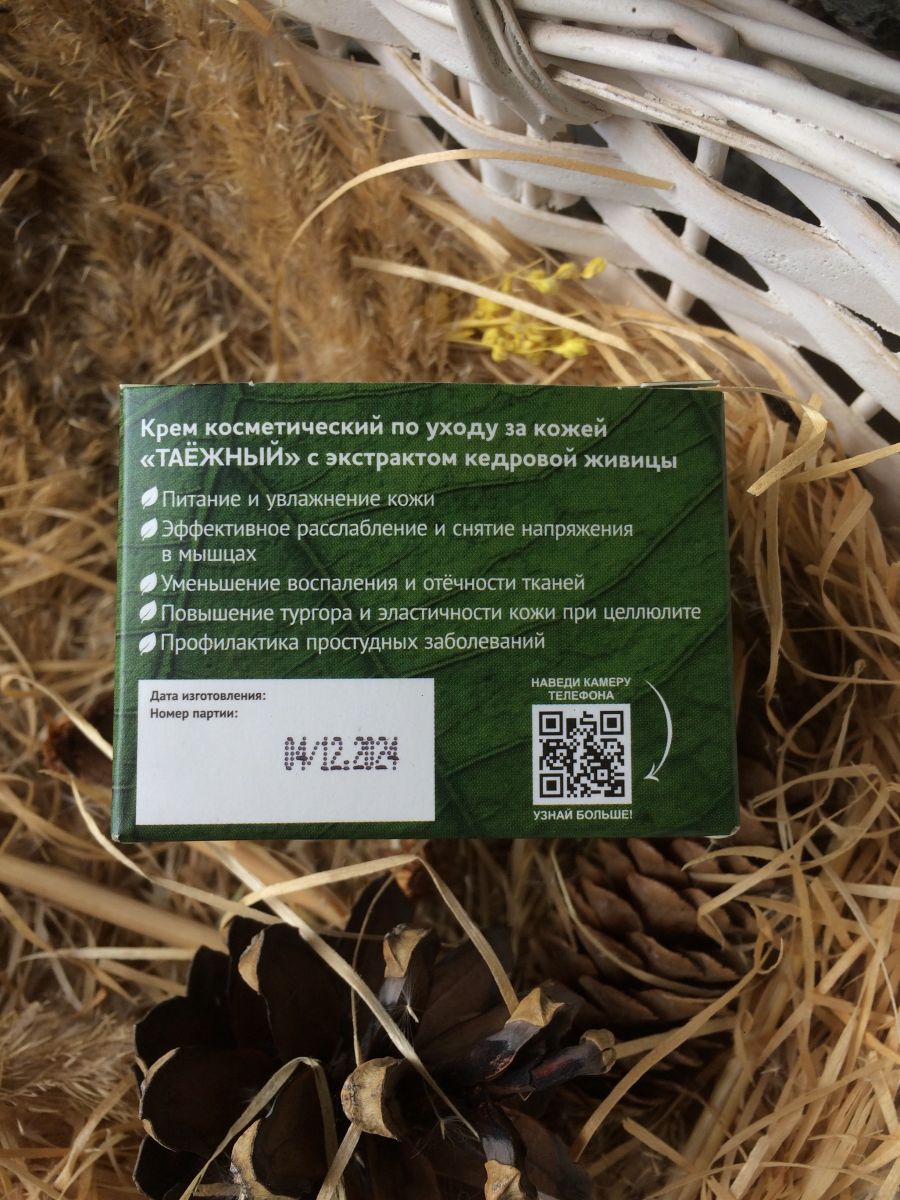 Крем косметический по уходу за кожей
«ТАЁЖНЫЙ» с экстрактом кедровой живицы
Питание и увлажнение кожи
Эффективное расслабление и снятие напряжения
в мышцах
Уменьшение воспаления и отёчности тканей
Повышение тургора и эластичности кожи при целлюлите
Профилактика простудных заболеваний
Дата изготовления:
Номер партии:
04/12.2024
НАВЕДИ КАМЕРУ
ТЕЛЕФОНА
УЗНАЙ БОЛЬШЕ!